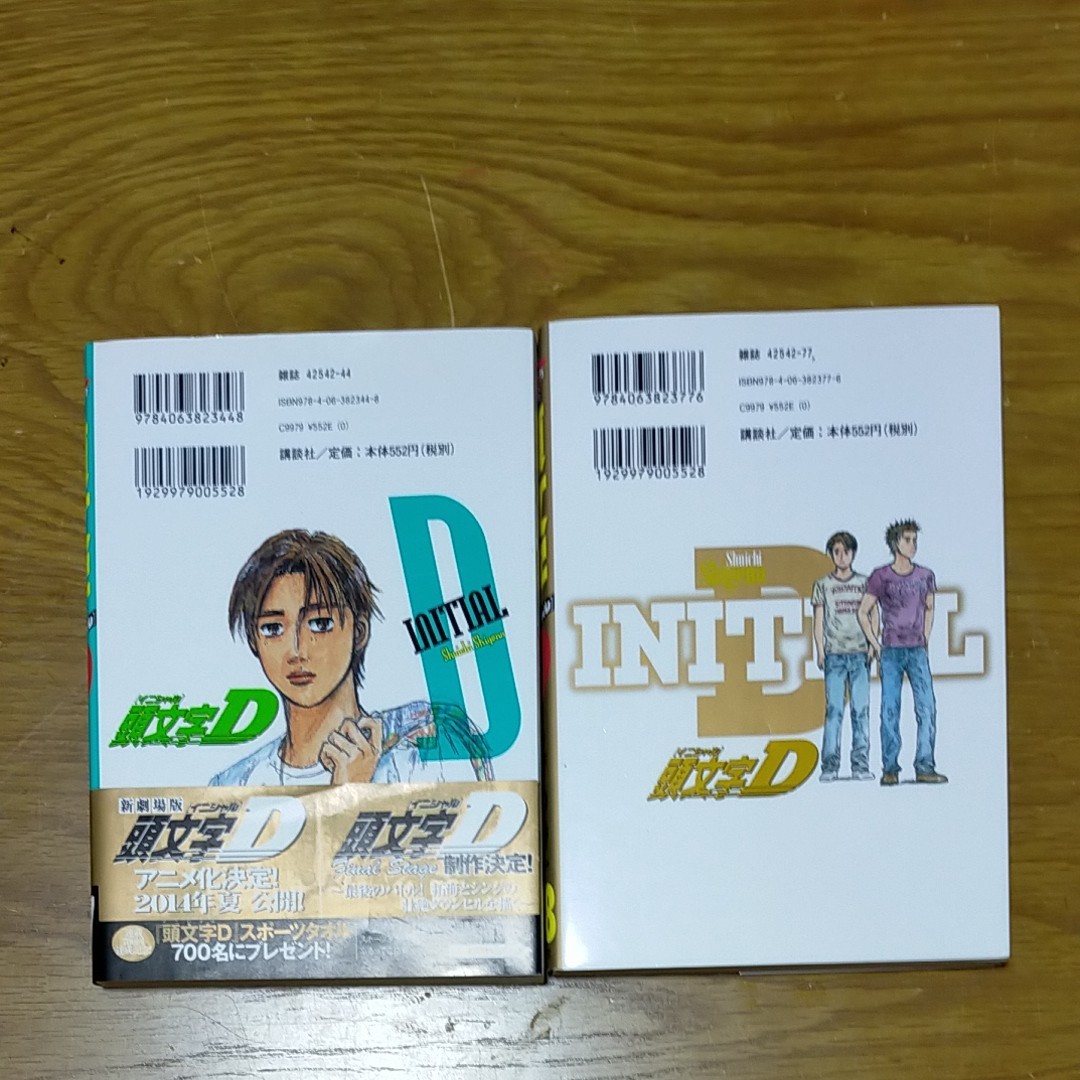 9784063823448
1929979005528
雑誌 42542-44
ISBN978-4-06-382344-8
C9979 ¥552E (0)
講談社／定価：本体552円（税別）
INITIAL
D
Shuichi Shigeno
イニシャル
頭文字D
新劇場版
イニシャル
頭文字D
アニメ化決定!
2014年夏 公開!
イニシャル
頭文字D
Final Stage 制作決定!
頭文字D スポーツタオル
700名にプレゼント!
9784063823776
1929979005528
雑誌 42542-77
ISBN978-4-06-382377-6
C9979 ¥552E (0)
講談社／定価：本体552円（税別）
Shuichi
Shigeno
D
イニシャル
頭文字D